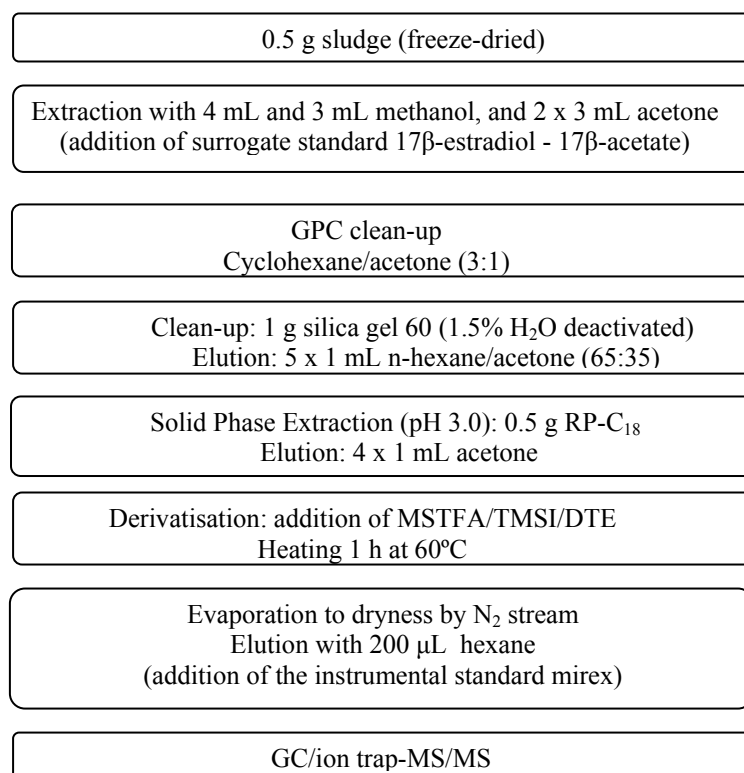 0.5 g sludge (freeze-dried)
Extraction with 4 mL and 3 mL methanol, and 2 x 3 mL acetone
(addition of surrogate standard 17β-estradiol - 17β-acetate)
GPC clean-up
Cyclohexane/acetone (3:1)
Clean-up: 1 g silica gel 60 (1.5% H₂O deactivated)
Elution: 5 x 1 mL n-hexane/acetone (65:35)
Solid Phase Extraction (pH 3.0): 0.5 g RP-C₁₈
Elution: 4 x 1 mL acetone
Derivatisation: addition of MSTFA/TMSI/DTE
Heating 1 h at 60ºC
Evaporation to dryness by N₂ stream
Elution with 200 μL hexane
(addition of the instrumental standard mirex)
GC/ion trap-MS/MS